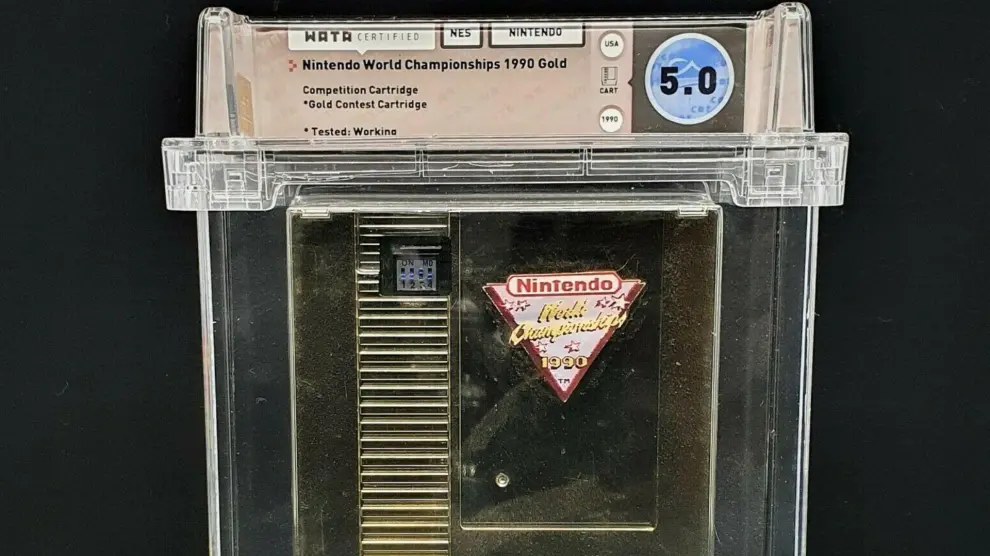 WATA CERTIFIED
NES
NINTENDO
Nintendo World Championships 1990 Gold
USA
5.0
Competition Cartridge
*Gold Contest Cartridge
CART
1990
* Tested: Working
ON
1 2 3 4
Nintendo
World
Championships
1990
TM